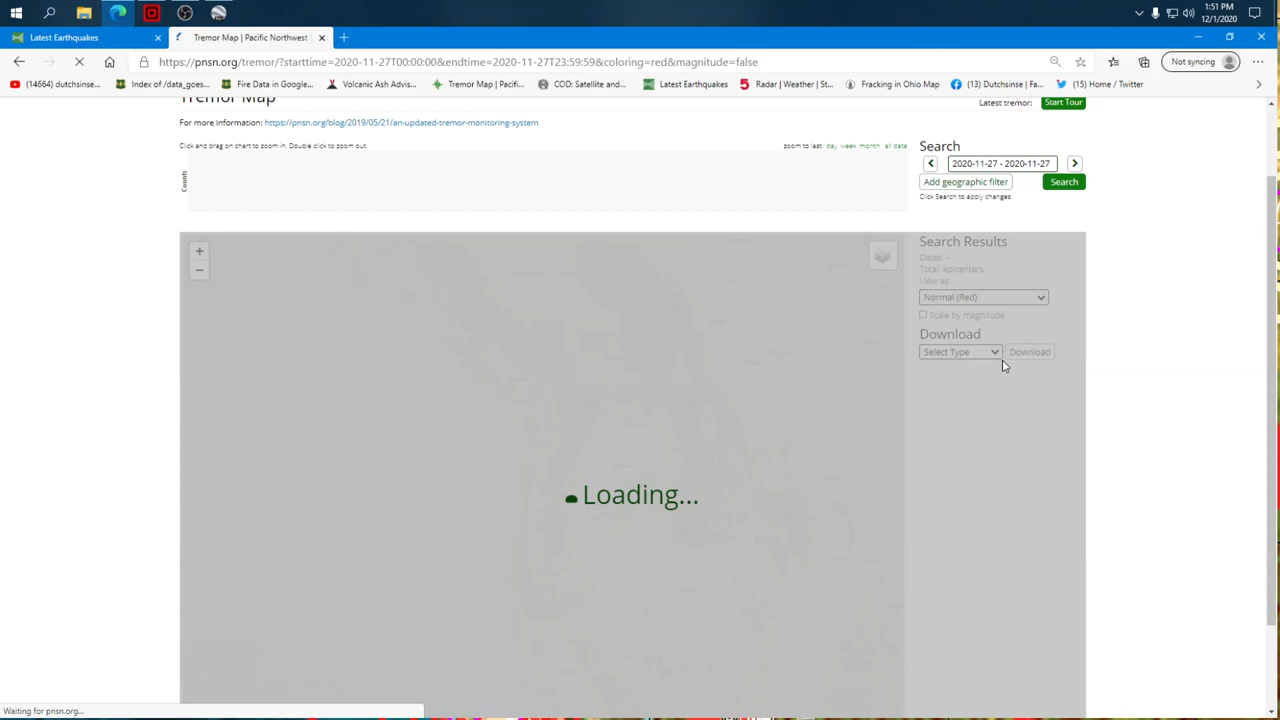 1:51 PM
12/1/2020
Latest Earthquakes
Tremor Map | Pacific Northwest S
https://pnsn.org/tremor/?starttime=2020-11-27T00:00:00&endtime=2020-11-27T23:59:59&coloring=red&magnitude=false
Not syncing
(14664) dutchsinse... Index of /data_goes... Fire Data in Google... Volcanic Ash Advis... Tremor Map | Pacifi... COD: Satellite and... Latest Earthquakes Radar | Weather | St... Fracking in Ohio Map (13) Dutchsinse | Fa... (15) Home / Twitter
Tremor Map
Latest tremor: Start Tour
For more information: https://pnsn.org/blog/2019/05/21/an-updated-tremor-monitoring-system
Click and drag on chart to zoom in. Double click to zoom out.
zoom to last: day week month all data
Counts
Search
2020-11-27 - 2020-11-27
Add geographic filter Search
Click Search to apply changes
Search Results
Dates: -
Total: epicenters
View as:
Normal (Red)
Scale by magnitude
Download
Select Type Download
+
−
Loading...
Waiting for pnsn.org...